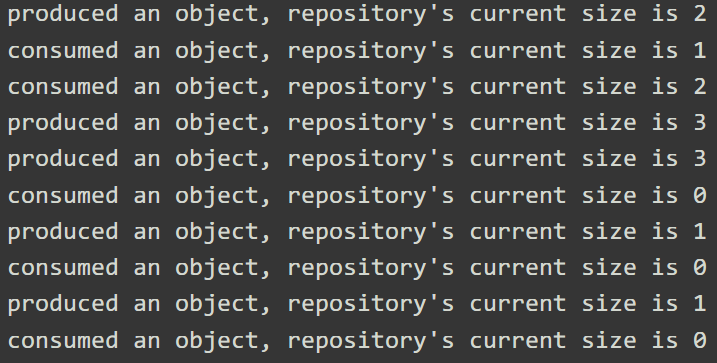 produced an object, repository's current size is 2
consumed an object, repository's current size is 1
consumed an object, repository's current size is 2
produced an object, repository's current size is 3
produced an object, repository's current size is 3
consumed an object, repository's current size is 0
produced an object, repository's current size is 1
consumed an object, repository's current size is 0
produced an object, repository's current size is 1
consumed an object, repository's current size is 0